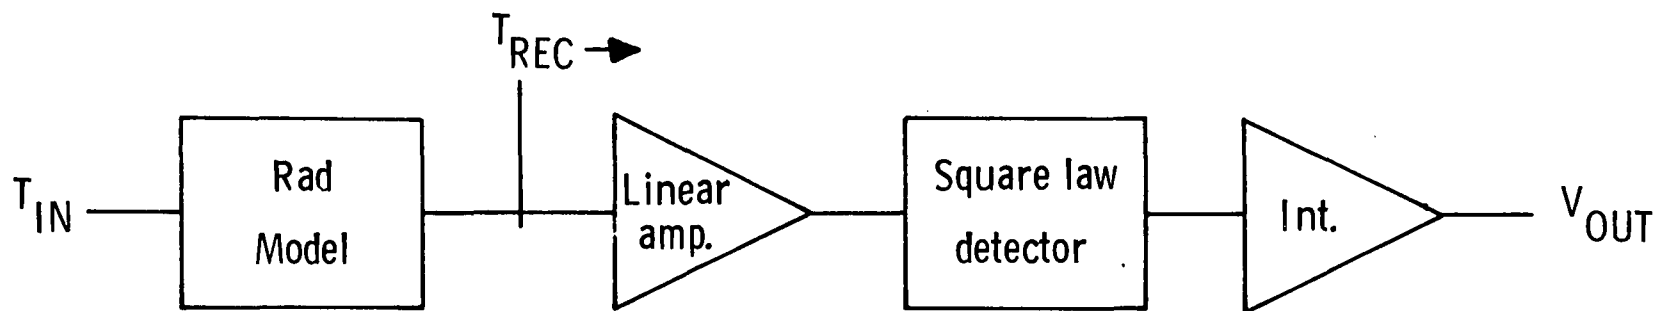 T_REC
T_IN
Rad
Model
Linear
amp.
Square law
detector
Int.
V_OUT